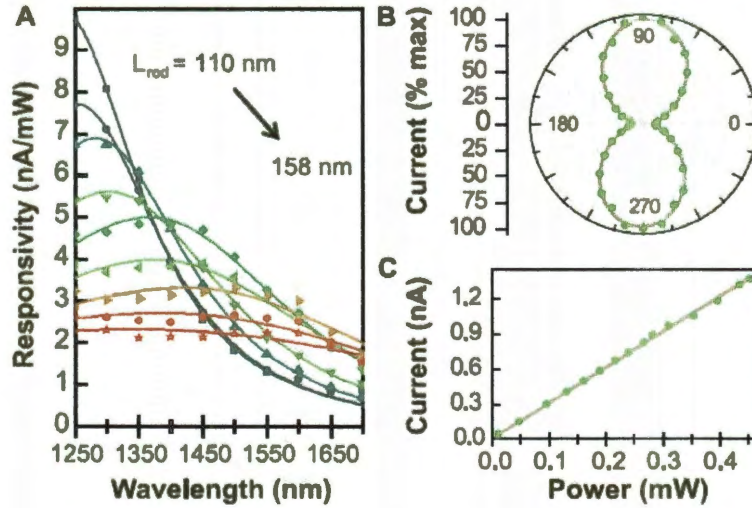 A
Responsivity (nA/mW)
9
8
7
6
5
4
3
2
1
0
L_rod = 110 nm
158 nm
1250 1350 1450 1550 1650
Wavelength (nm)
B
Current (% max)
100
75
50
25
0
25
50
75
100
90
180
0
270
C
Current (nA)
1.2
0.9
0.6
0.3
0.0
0.0 0.1 0.2 0.3 0.4
Power (mW)